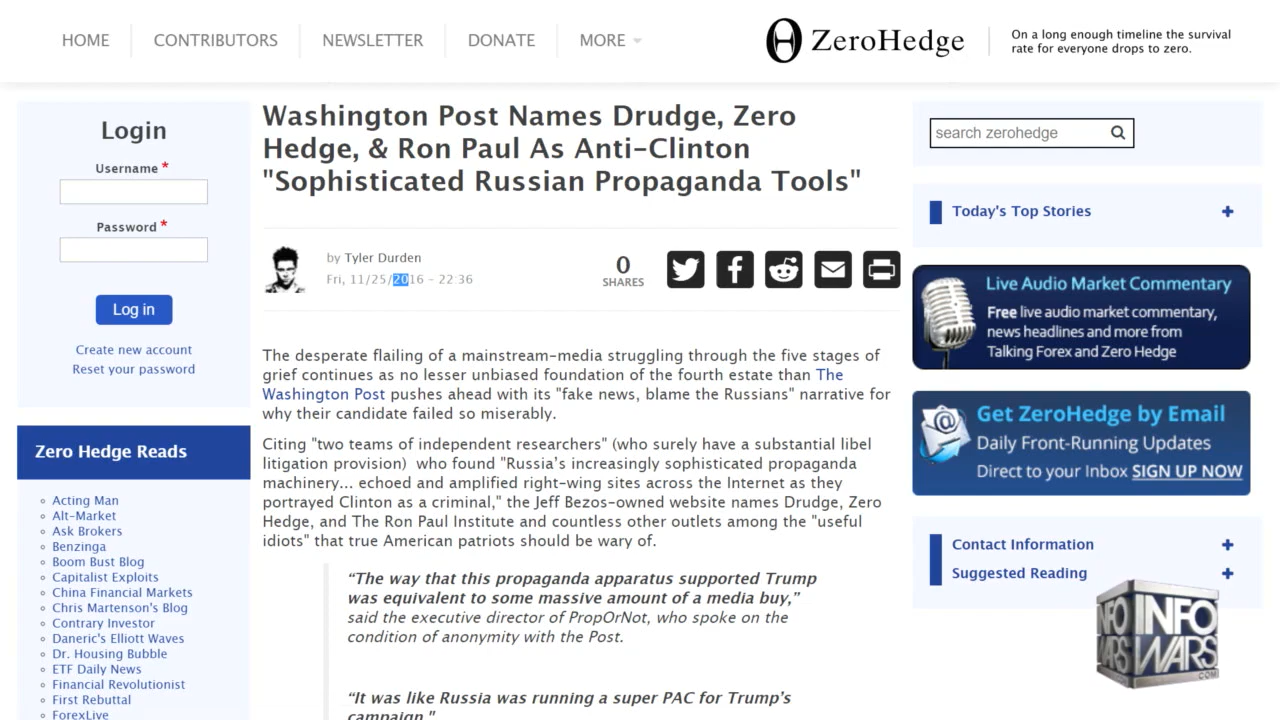 HOME
CONTRIBUTORS
NEWSLETTER
DONATE
MORE
ZeroHedge
On a long enough timeline the survival
rate for everyone drops to zero.
Login
Username *
Password *
Log in
Create new account
Reset your password
Zero Hedge Reads
Acting Man
Alt-Market
Ask Brokers
Benzinga
Boom Bust Blog
Capitalist Exploits
China Financial Markets
Chris Martenson's Blog
Contrary Investor
Daneric's Elliott Waves
Dr. Housing Bubble
ETF Daily News
Financial Revolutionist
First Rebuttal
ForexLive
Washington Post Names Drudge, Zero
Hedge, & Ron Paul As Anti-Clinton
"Sophisticated Russian Propaganda Tools"
by Tyler Durden
Fri, 11/25/2016 - 22:36
0
SHARES
The desperate flailing of a mainstream-media struggling through the five stages of
grief continues as no lesser unbiased foundation of the fourth estate than The
Washington Post pushes ahead with its "fake news, blame the Russians" narrative for
why their candidate failed so miserably.
Citing "two teams of independent researchers" (who surely have a substantial libel
litigation provision) who found "Russia's increasingly sophisticated propaganda
machinery... echoed and amplified right-wing sites across the Internet as they
portrayed Clinton as a criminal," the Jeff Bezos-owned website names Drudge, Zero
Hedge, and The Ron Paul Institute and countless other outlets among the "useful
idiots" that true American patriots should be wary of.
“The way that this propaganda apparatus supported Trump
was equivalent to some massive amount of a media buy,”
said the executive director of PropOrNot, who spoke on the
condition of anonymity with the Post.
“It was like Russia was running a super PAC for Trump’s
campaign,”
search zerohedge
Today's Top Stories
Live Audio Market Commentary
Free live audio market commentary,
news headlines and more from
Talking Forex and Zero Hedge
Get ZeroHedge by Email
Daily Front-Running Updates
Direct to your Inbox SIGN UP NOW
Contact Information
Suggested Reading
INFO
WARS
.COM